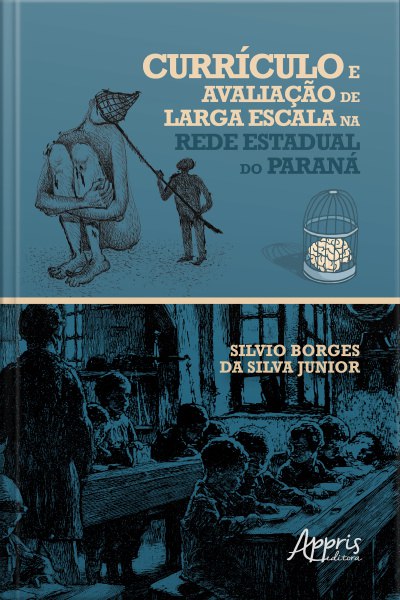 CURRÍCULO E
AVALIAÇÃO DE
LARGA ESCALA NA
REDE ESTADUAL
DO PARANÁ
SILVIO BORGES
DA SILVA JUNIOR
Appris
editora